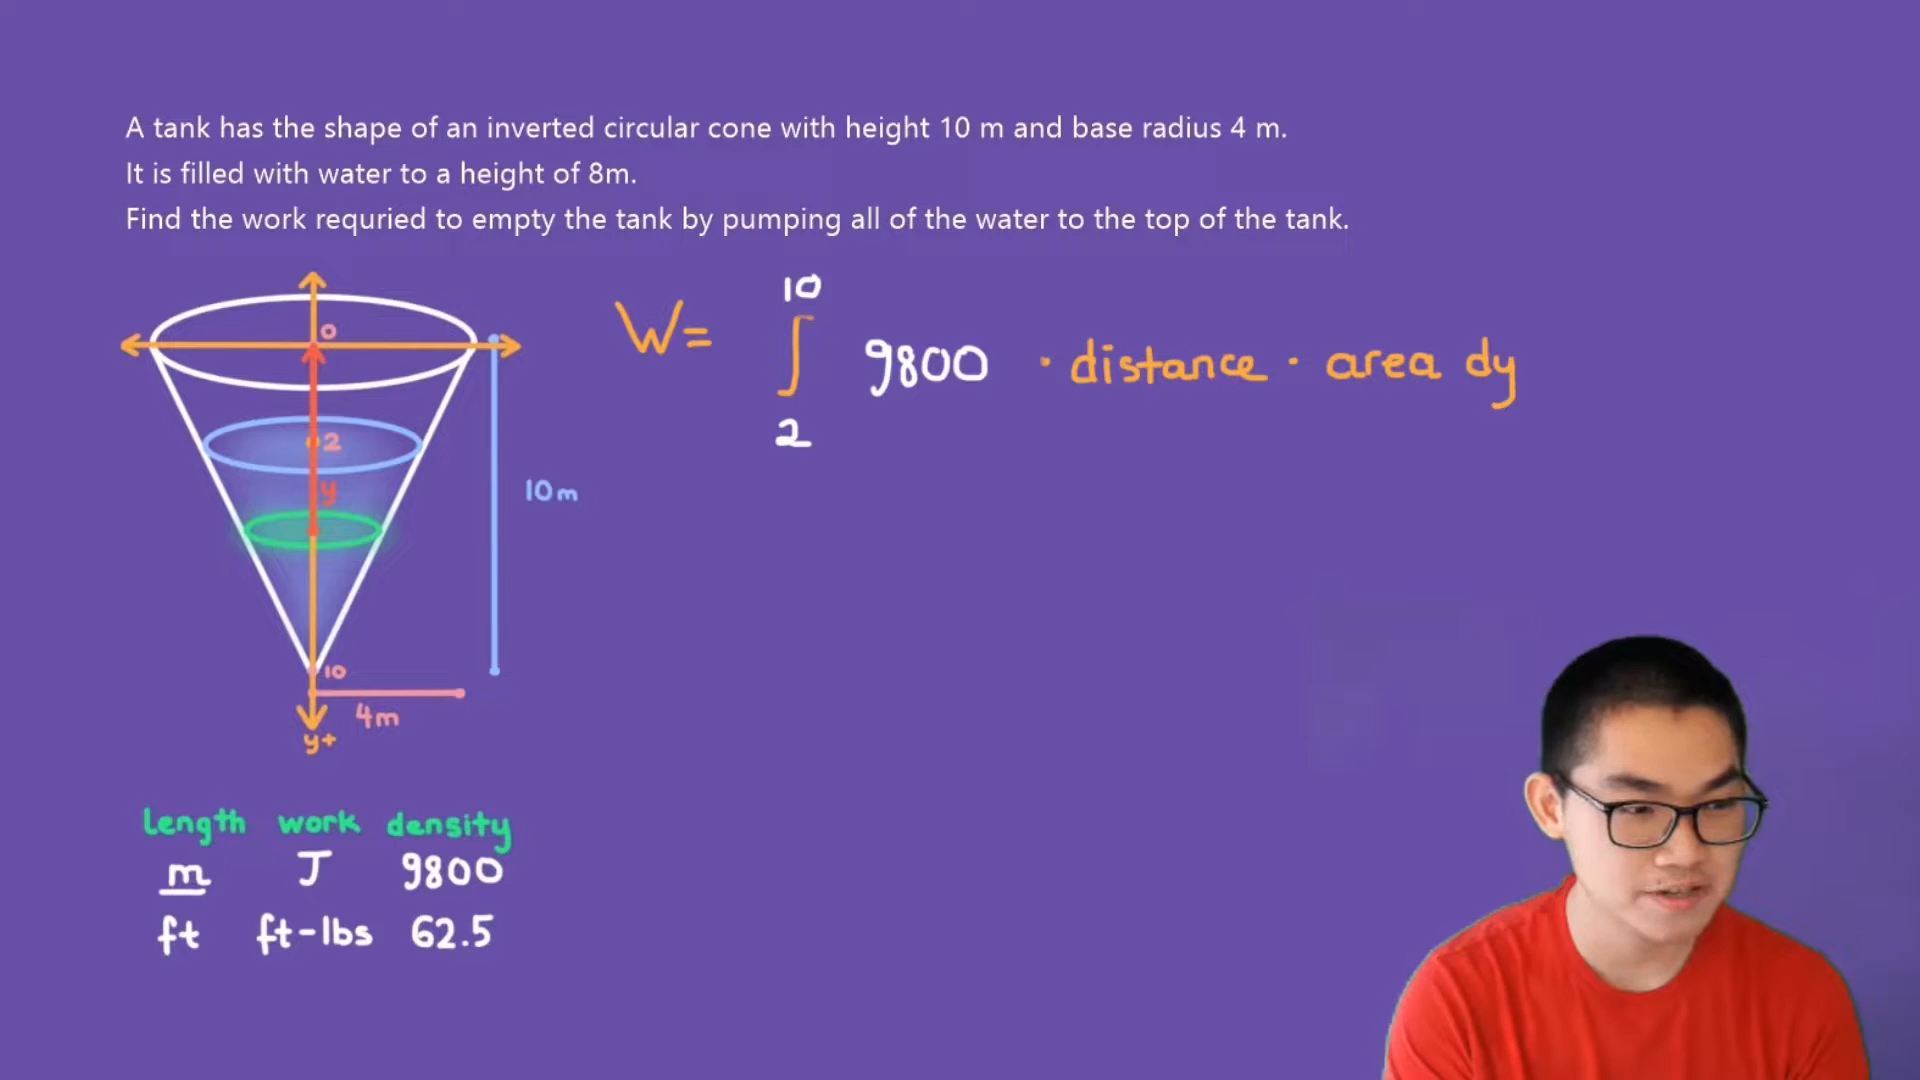 A tank has the shape of an inverted circular cone with height 10 m and base radius 4 m.
It is filled with water to a height of 8m.
Find the work requried to empty the tank by pumping all of the water to the top of the tank.
W= ∫ 10 2 9800 · distance · area dy
0
2
y
10m
10
4m
y+
length work density
m J 9800
ft ft-lbs 62.5